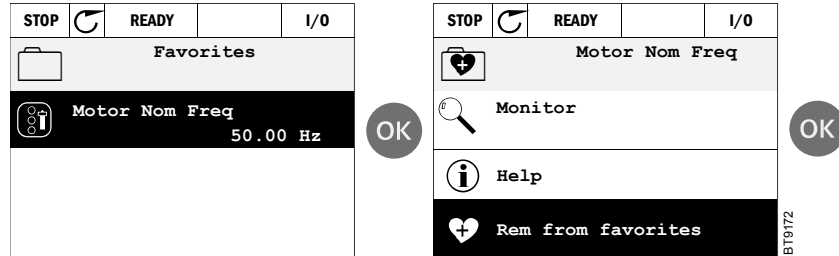 STOP READY I/O
Favorites
Motor Nom Freq
50.00 Hz
OK
STOP READY I/O
Motor Nom Freq
Monitor
Help
Rem from favorites
OK
BT9172